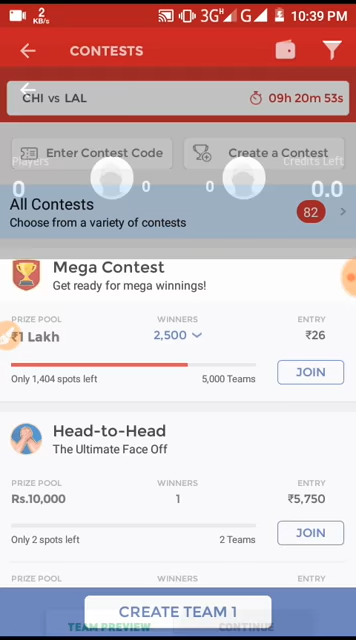 2
KB/s
3G H G 10:39 PM
CONTESTS
CHI vs LAL 09h 20m 53s
Enter Contest Code Create a Contest
Players Credits Left
0 0 0 0.0
All Contests 82
Choose from a variety of contests
Mega Contest
Get ready for mega winnings!
PRIZE POOL WINNERS ENTRY
₹1 Lakh 2,500 ₹26
Only 1,404 spots left 5,000 Teams JOIN
Head-to-Head
The Ultimate Face Off
PRIZE POOL WINNERS ENTRY
Rs.10,000 1 ₹5,750
Only 2 spots left 2 Teams JOIN
PRIZE POOL WINNERS ENTRY
CREATE TEAM 1
TEAM PREVIEW CONTINUE